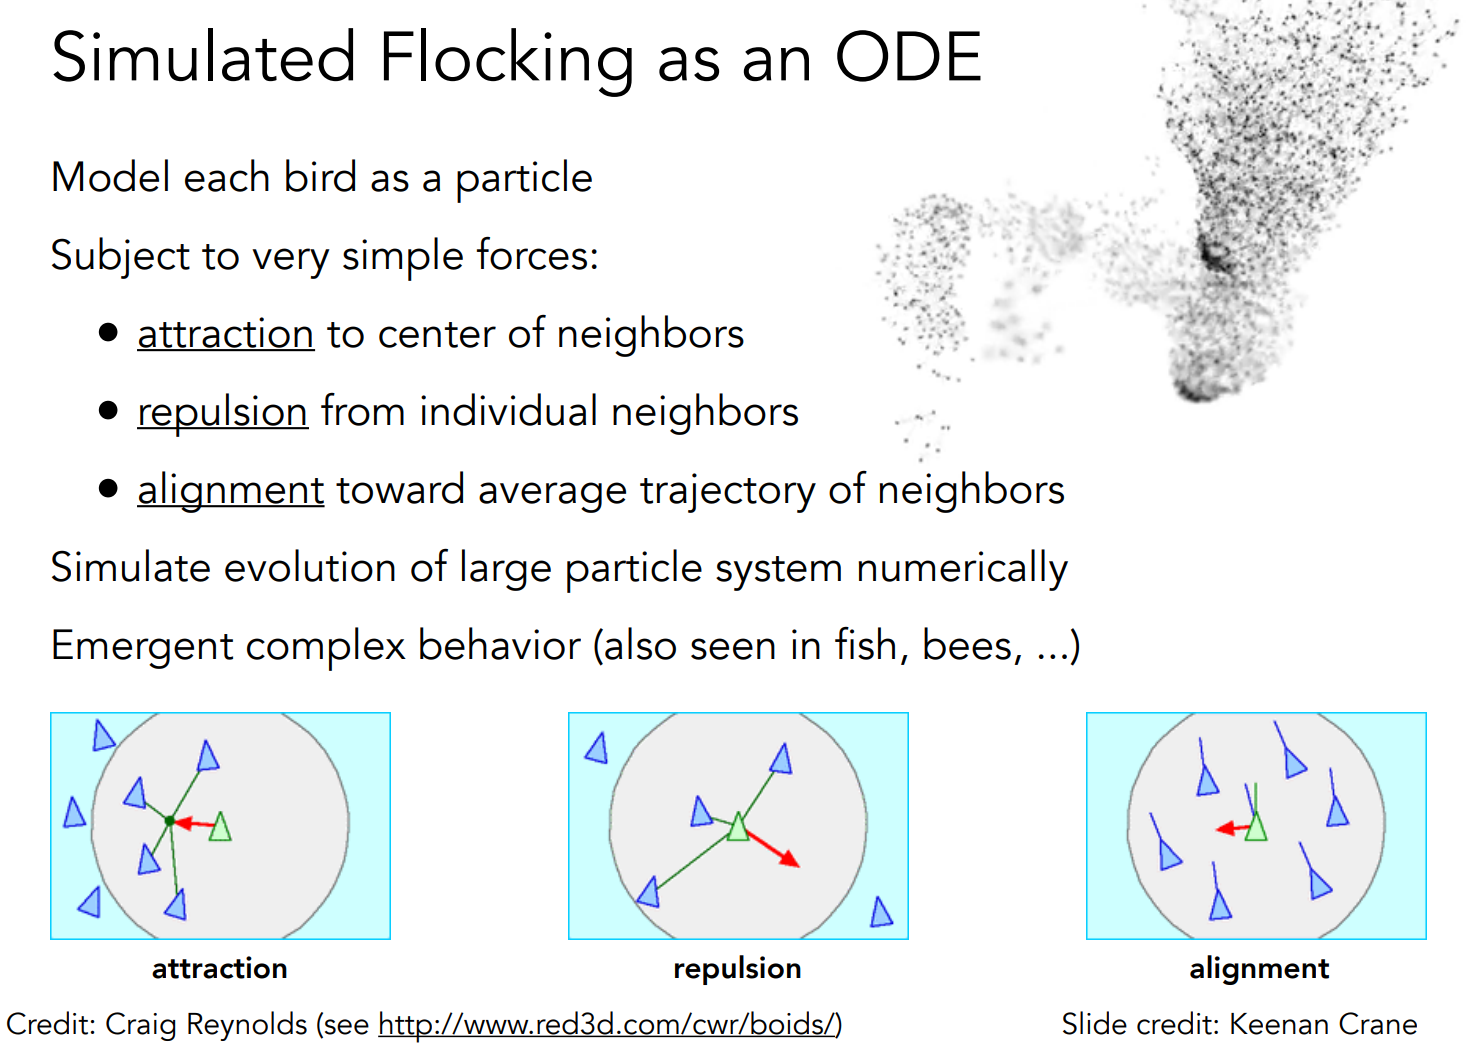 Simulated Flocking as an ODE
Model each bird as a particle
Subject to very simple forces:
• attraction to center of neighbors
• repulsion from individual neighbors
• alignment toward average trajectory of neighbors
Simulate evolution of large particle system numerically
Emergent complex behavior (also seen in fish, bees, ...)
attraction
repulsion
alignment
Credit: Craig Reynolds (see http://www.red3d.com/cwr/boids/)
Slide credit: Keenan Crane